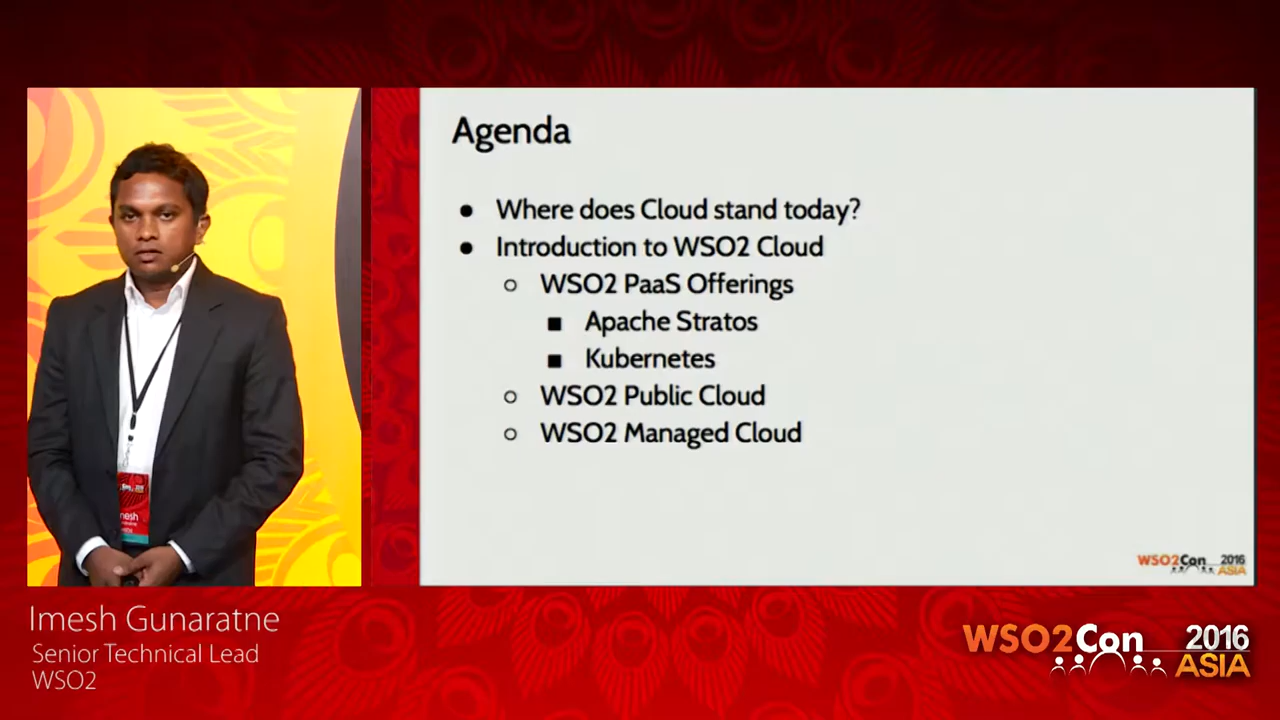 Agenda
● Where does Cloud stand today?
● Introduction to WSO2 Cloud
○ WSO2 PaaS Offerings
■ Apache Stratos
■ Kubernetes
○ WSO2 Public Cloud
○ WSO2 Managed Cloud
WSO2Con 2016
ASIA
Imesh Gunaratne
Senior Technical Lead
WSO2
WSO2Con 2016
ASIA